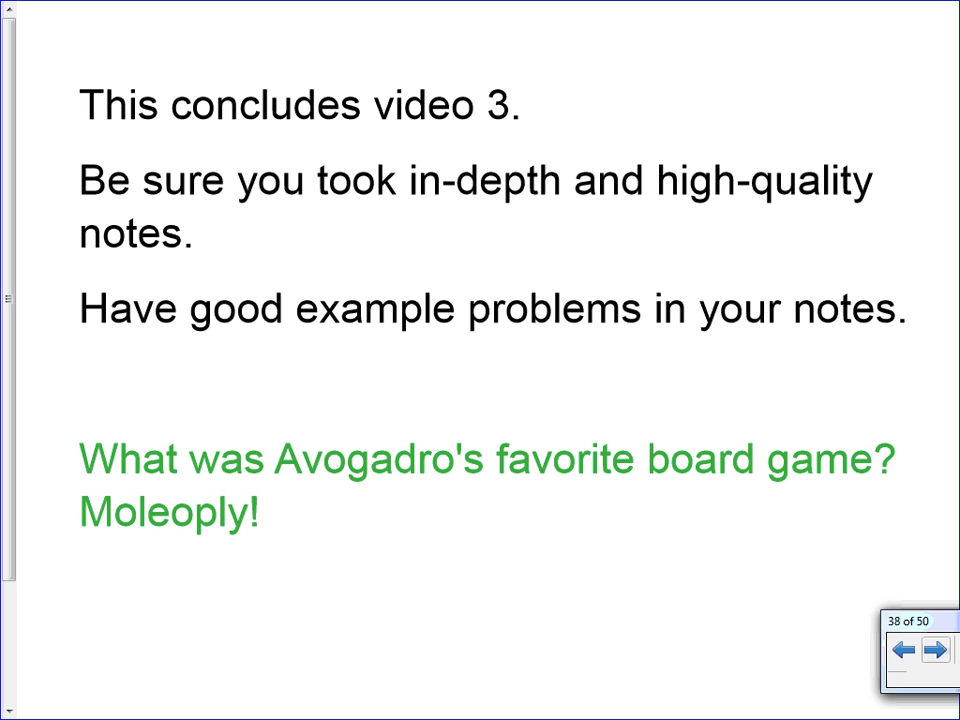 This concludes video 3.
Be sure you took in-depth and high-quality
notes.
Have good example problems in your notes.
What was Avogadro's favorite board game?
Moleoply!
38 of 50